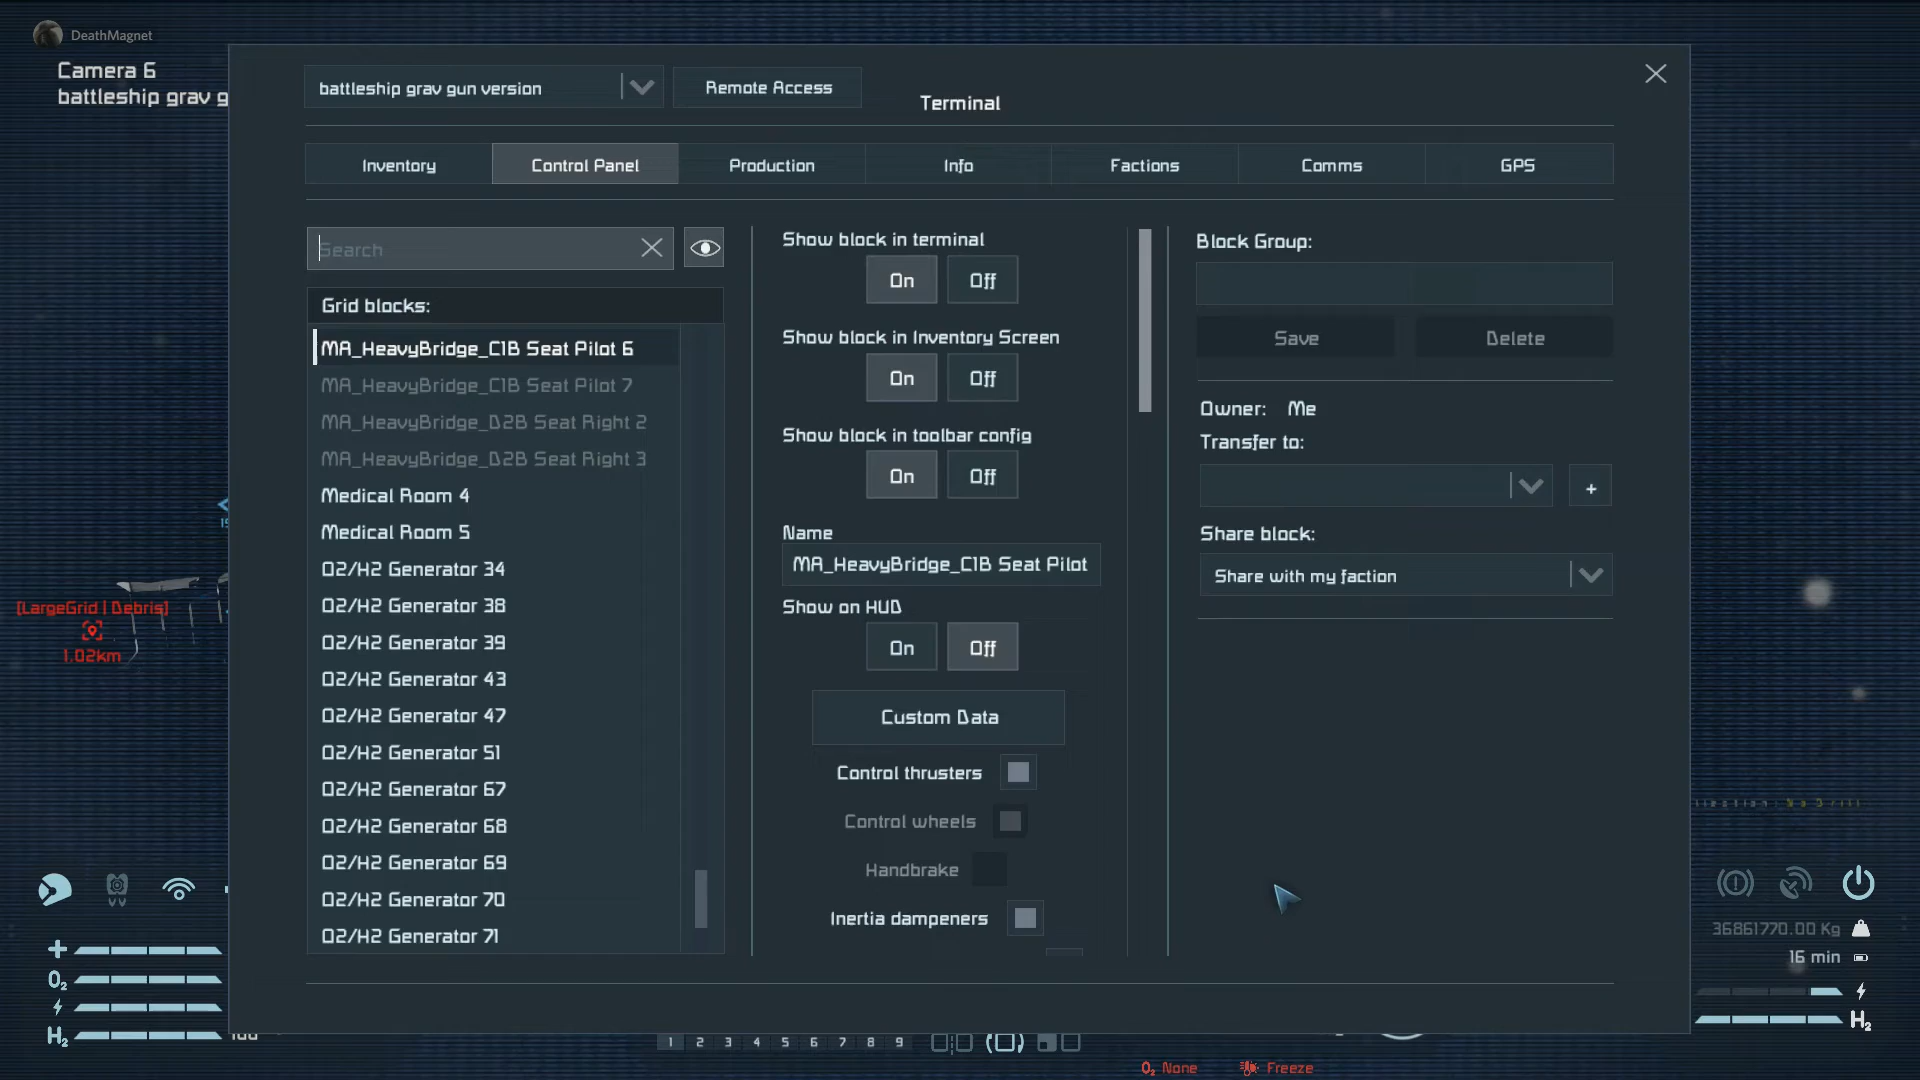 DeathMagnet
Camera 6
battleship grav g
battleship grav gun version
Remote Access
Terminal
Inventory
Control Panel
Production
Info
Factions
Comms
GPS
Search
Grid blocks:
MA_HeavyBridge_C1B Seat Pilot 6
MA_HeavyBridge_C1B Seat Pilot 7
MA_HeavyBridge_D2B Seat Right 2
MA_HeavyBridge_D2B Seat Right 3
Medical Room 4
Medical Room 5
O2/H2 Generator 34
O2/H2 Generator 38
O2/H2 Generator 39
O2/H2 Generator 43
O2/H2 Generator 47
O2/H2 Generator 51
O2/H2 Generator 67
O2/H2 Generator 68
O2/H2 Generator 69
O2/H2 Generator 70
O2/H2 Generator 71
Show block in terminal
On Off
Show block in Inventory Screen
On Off
Show block in toolbar config
On Off
Name
MA_HeavyBridge_C1B Seat Pilot
Show on HUD
On Off
Custom Data
Control thrusters
Control wheels
Handbrake
Inertia dampeners
Block Group:
Save
Delete
Owner: Me
Transfer to:
+
Share block:
Share with my faction
[LargeGrid | Debris]
1.02km
O2
H2
36861770.00 Kg
16 min
H2
1 2 3 4 5 6 7 8 9
O2 None
Freeze